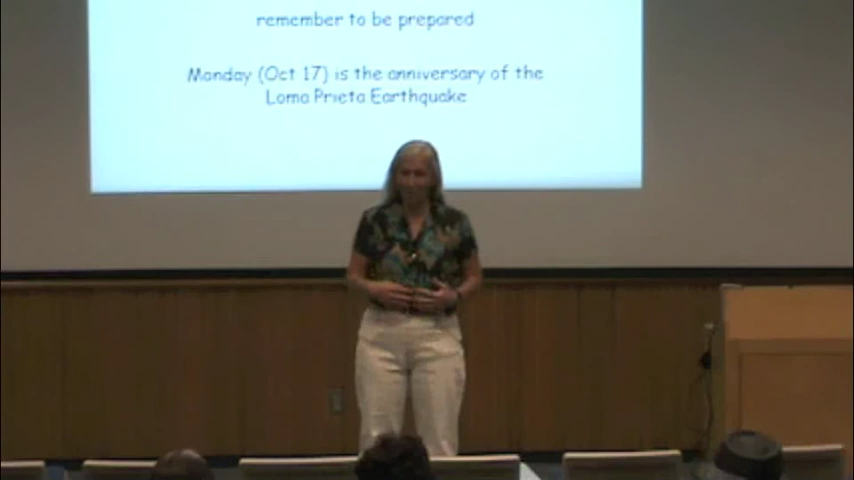 remember to be prepared
Monday (Oct 17) is the anniversary of the
Loma Prieta Earthquake